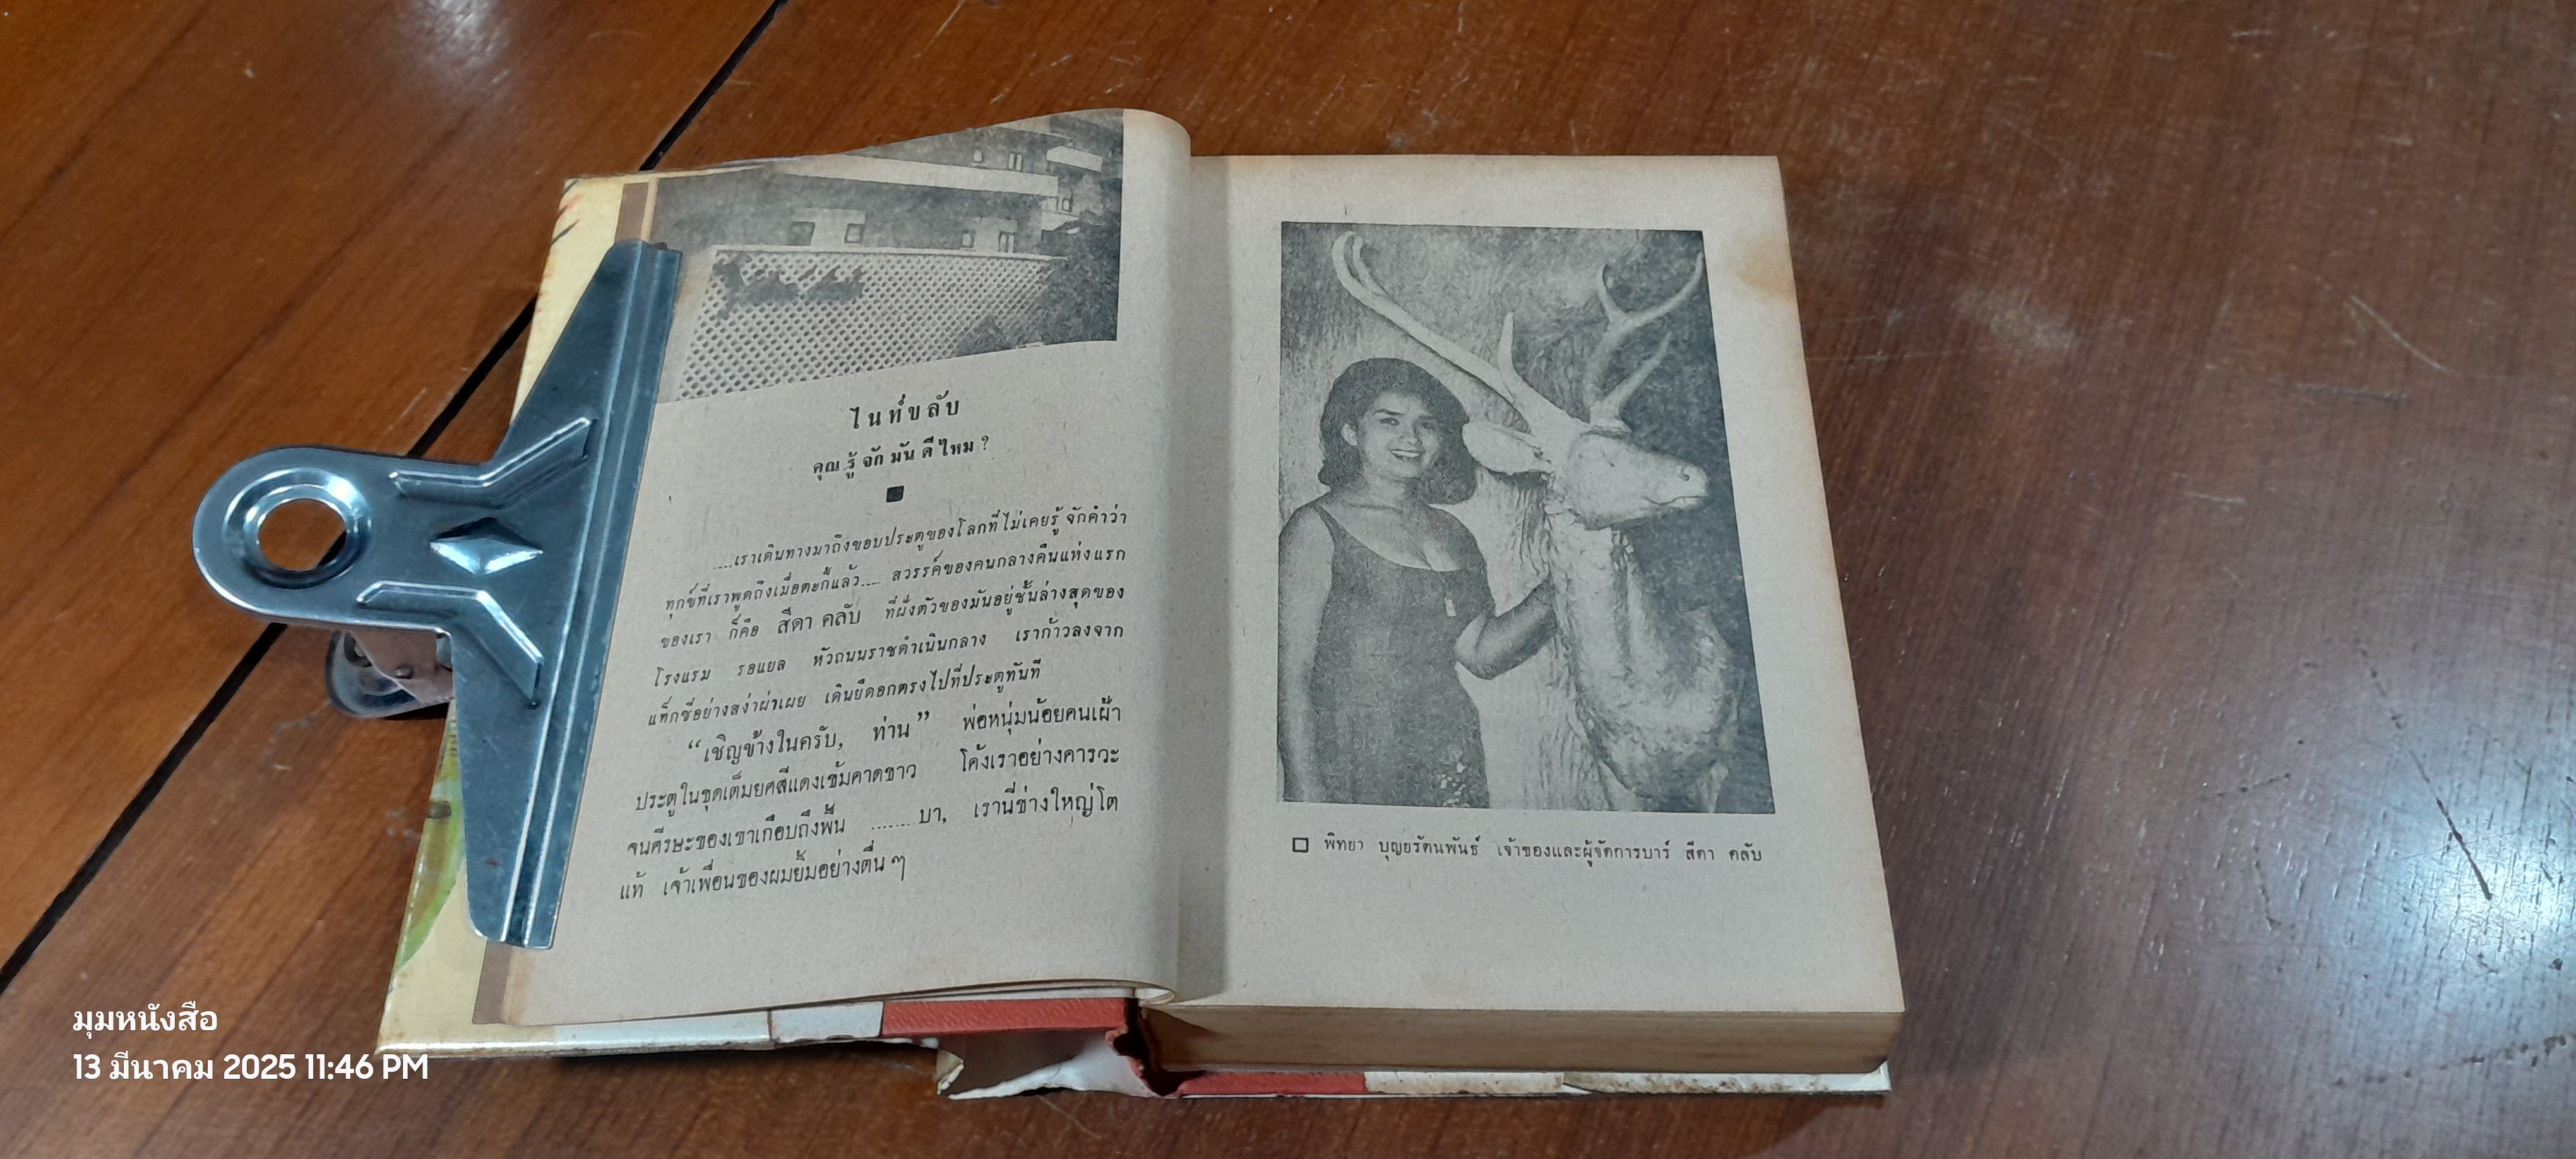 ไนท์ขลับ
คุณรู้จักมันดีไหม ?
....เราเดินทางมาถึงขอบประตูของโลกที่ไม่เคยรู้จักคำว่า
ทุกข์ที่เราพูดถึงเมื่อตะกี้แล้ว.... สวรรค์ของคนกลางคืนแห่งแรก
ของเรา ก็คือ สีดา คลับ ที่ฝังตัวของมันอยู่ชั้นล่างสุดของ
โรงแรม รอแยล หัวถนนราชดำเนินกลาง เราก้าวลงจาก
แท็กซี่อย่างสง่าผ่าเผย เดินยืดอกตรงไปที่ประตูทันที
“เชิญข้างในครับ, ท่าน” พ่อหนุ่มน้อยคนเฝ้า
ประตูในชุดเต็มยศสีแดงเข้มคาดขาว โค้งเราอย่างคารวะ
จนศีรษะของเขาเกือบถึงพื้น ........บา, เรานี่ช่างใหญ่โต
แท้ เจ้าเพื่อนของผมยิ้มอย่างตื่น ๆ
พิทยา บุญยรัตนพันธ์ เจ้าของและผู้จัดการบาร์ สีดา คลับ
มุมหนังสือ
13 มีนาคม 2025 11:46 PM